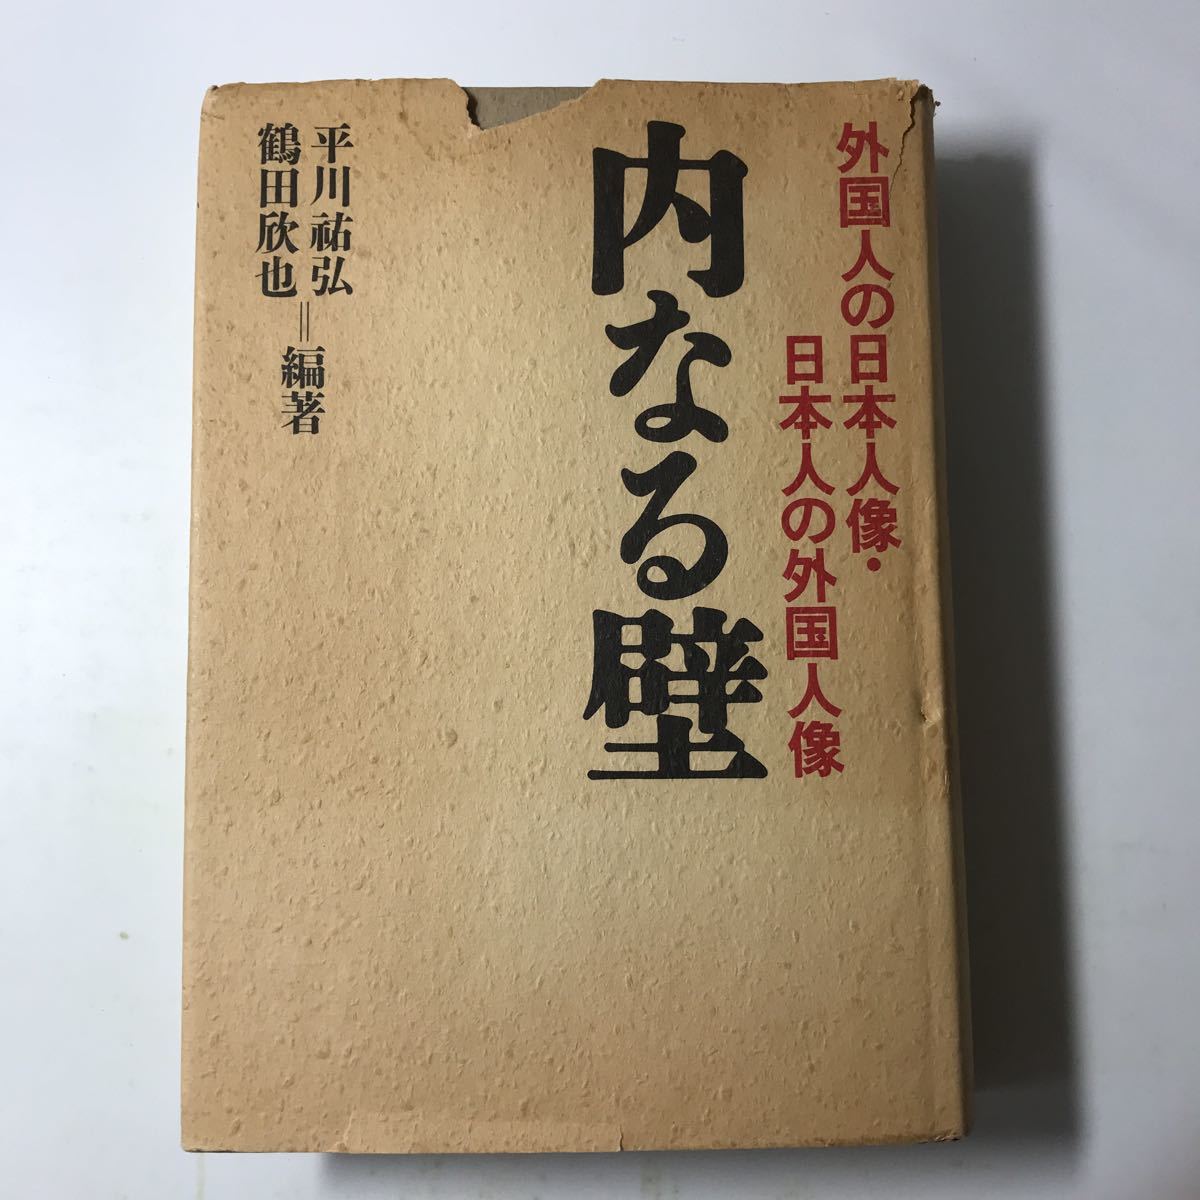 外国人の日本人像・
日本人の外国人像
内なる壁
平川祐弘
鶴田欣也
＝編著